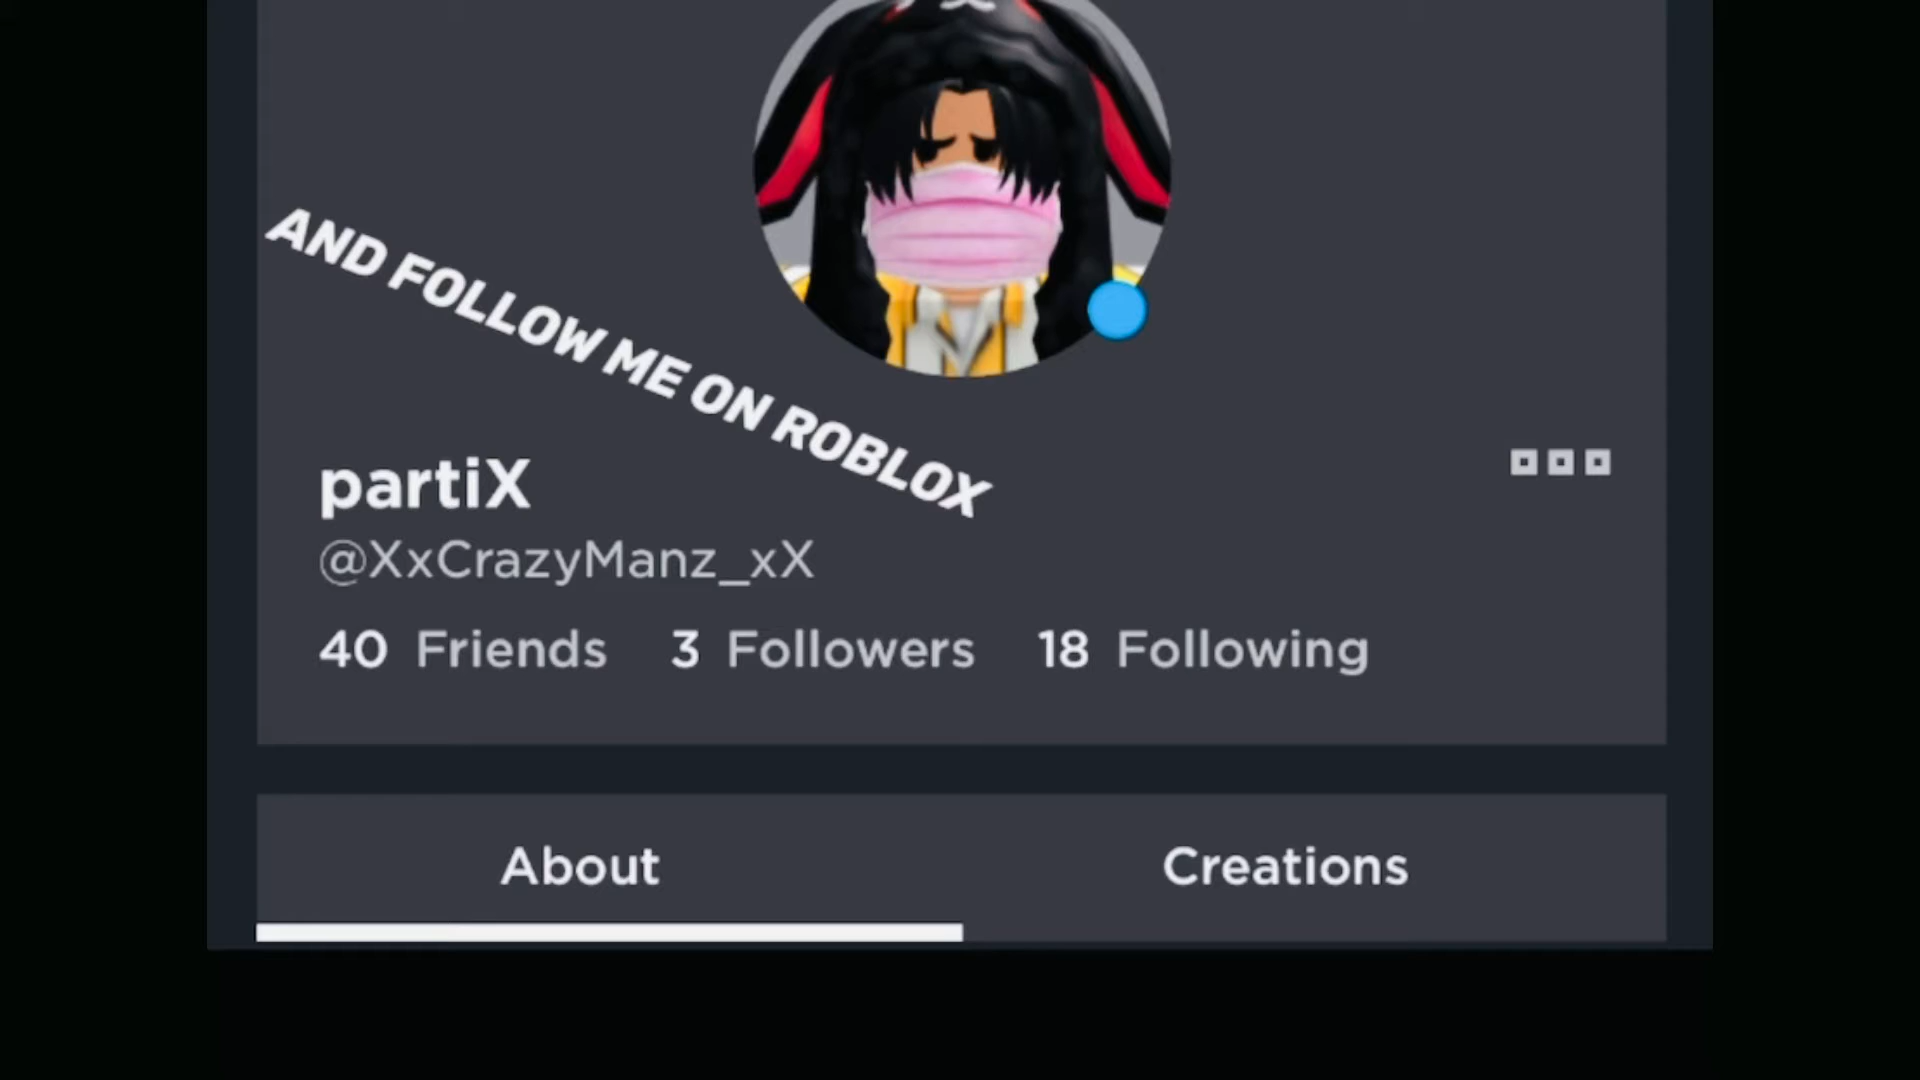 AND FOLLOW ME ON ROBLOX
partiX
@XxCrazyManz_xX
40 Friends 3 Followers 18 Following
About Creations